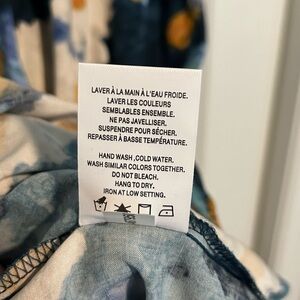 LAVER À LA MAIN À L'EAU FROIDE.
LAVER LES COULEURS
SEMBLABLES ENSEMBLE.
NE PAS JAVELLISER.
SUSPENDRE POUR SÉCHER.
REPASSER À BASSE TEMPÉRATURE.
HAND WASH ,COLD WATER.
WASH SIMILAR COLORS TOGETHER,
DO NOT BLEACH.
HANG TO DRY.
IRON AT LOW SETTING.